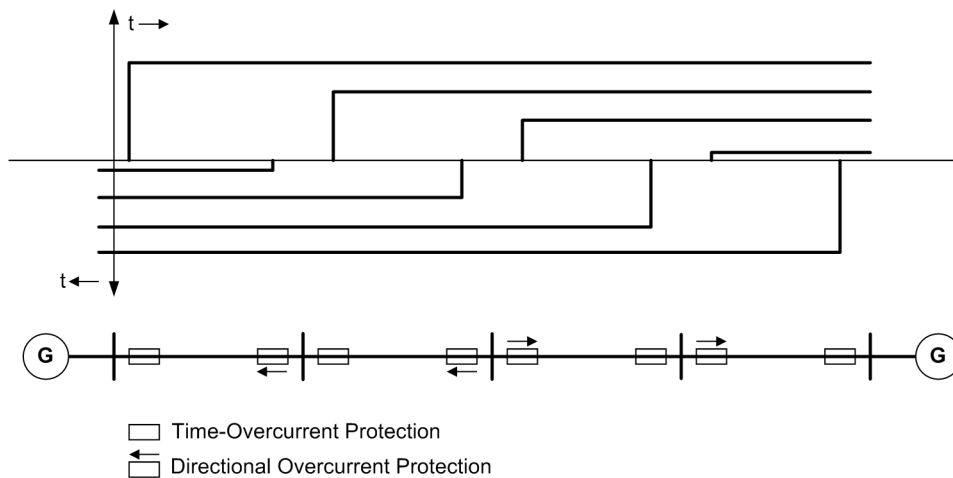 t
t
G
G
Time-Overcurrent Protection
Directional Overcurrent Protection